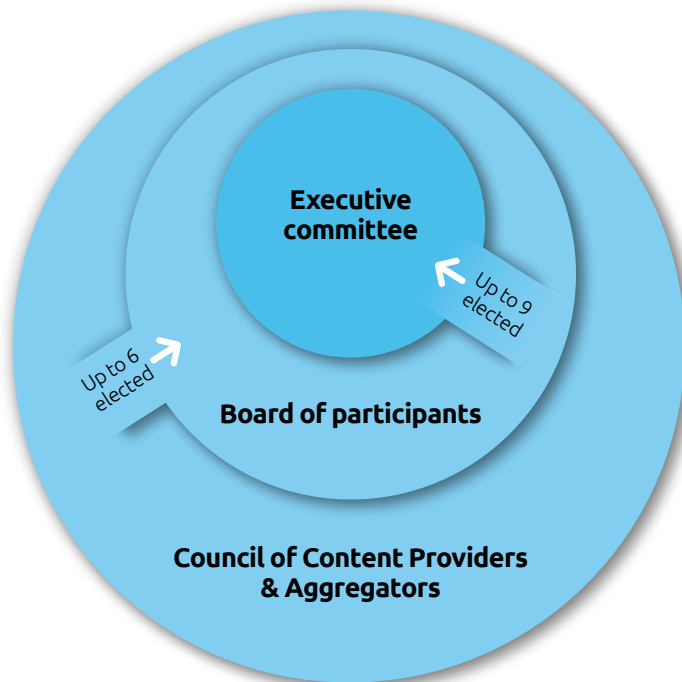 Executive
committee
Up to 9
elected
Up to 6
elected
Board of participants
Council of Content Providers
& Aggregators